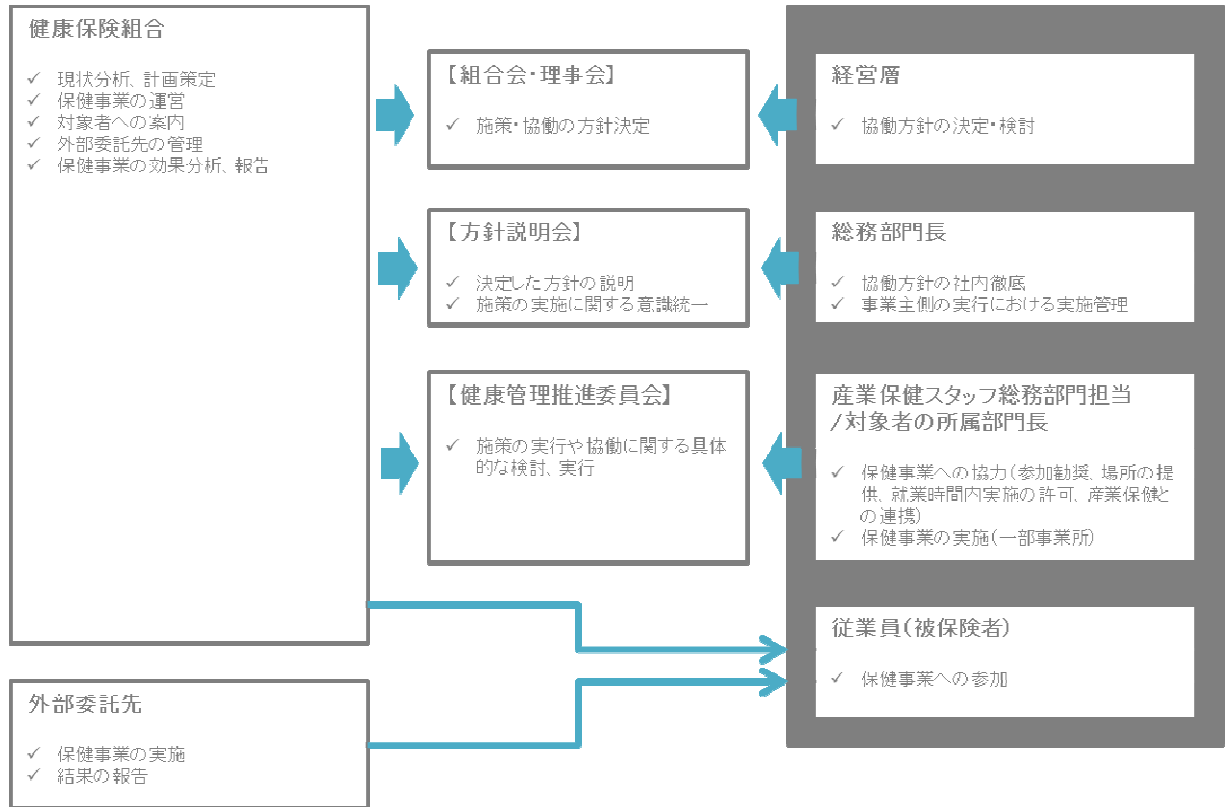 健康保険組合
✓ 現状分析、計画策定
✓ 保健事業の運営
✓ 対象者への案内
✓ 外部委託先の管理
✓ 保健事業の効果分析、報告
【組合会・理事会】
✓ 施策・協働の方針決定
経営層
✓ 協働方針の決定・検討
【方針説明会】
✓ 決定した方針の説明
✓ 施策の実施に関する意識統一
総務部門長
✓ 協働方針の社内徹底
✓ 事業主側の実行における実施管理
【健康管理推進委員会】
✓ 施策の実行や協働に関する具体
的な検討、実行
産業保健スタッフ総務部門担当
/対象者の所属部門長
✓ 保健事業への協力(参加勧奨、場所の提
供、就業時間内実施の許可、産業保健と
の連携)
✓ 保健事業の実施(一部事業所)
従業員(被保険者)
✓ 保健事業への参加
外部委託先
✓ 保健事業の実施
✓ 結果の報告